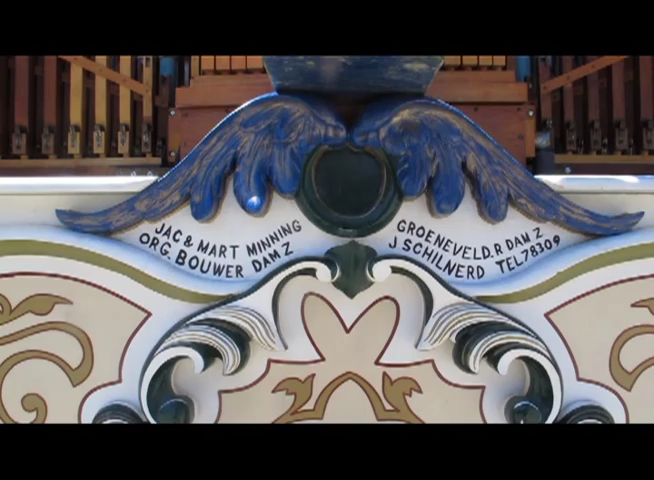 JAC & MART MINNING
ORG. BOUWER DAM Z
GROENEVELD.R DAM Z
J SCHILNERD TEL78309